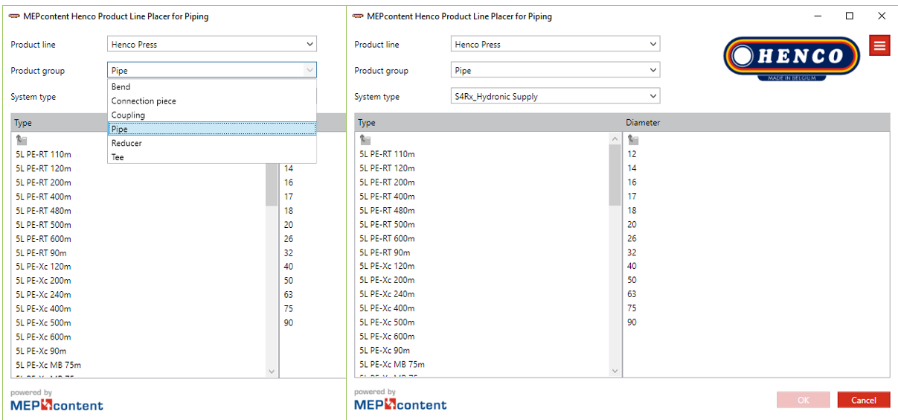 MEPcontent Henco Product Line Placer for Piping
Product line Henco Press
Product group Pipe
Bend
Connection piece
Coupling
Pipe
Reducer
Tee
System type
Type
5L PE-RT 110m
5L PE-RT 120m 14
5L PE-RT 200m 16
5L PE-RT 400m 17
5L PE-RT 480m 18
5L PE-RT 500m 20
5L PE-RT 600m 26
5L PE-RT 90m 32
5L PE-Xc 120m 40
5L PE-Xc 200m 50
5L PE-Xc 240m 63
5L PE-Xc 400m 75
5L PE-Xc 500m 90
5L PE-Xc 600m
5L PE-Xc 90m
5L PE-Xc MB 75m
powered by
MEPcontent
MEPcontent Henco Product Line Placer for Piping
Product line Henco Press
Product group Pipe
System type S4Rx_Hydronic Supply
HENCO
MADE IN BELGIUM
Type Diameter
5L PE-RT 110m 12
5L PE-RT 120m 14
5L PE-RT 200m 16
5L PE-RT 400m 17
5L PE-RT 480m 18
5L PE-RT 500m 20
5L PE-RT 600m 26
5L PE-RT 90m 32
5L PE-Xc 120m 40
5L PE-Xc 200m 50
5L PE-Xc 240m 63
5L PE-Xc 400m 75
5L PE-Xc 500m 90
5L PE-Xc 600m
5L PE-Xc 90m
5L PE-Xc MB 75m
powered by
MEPcontent
OK Cancel